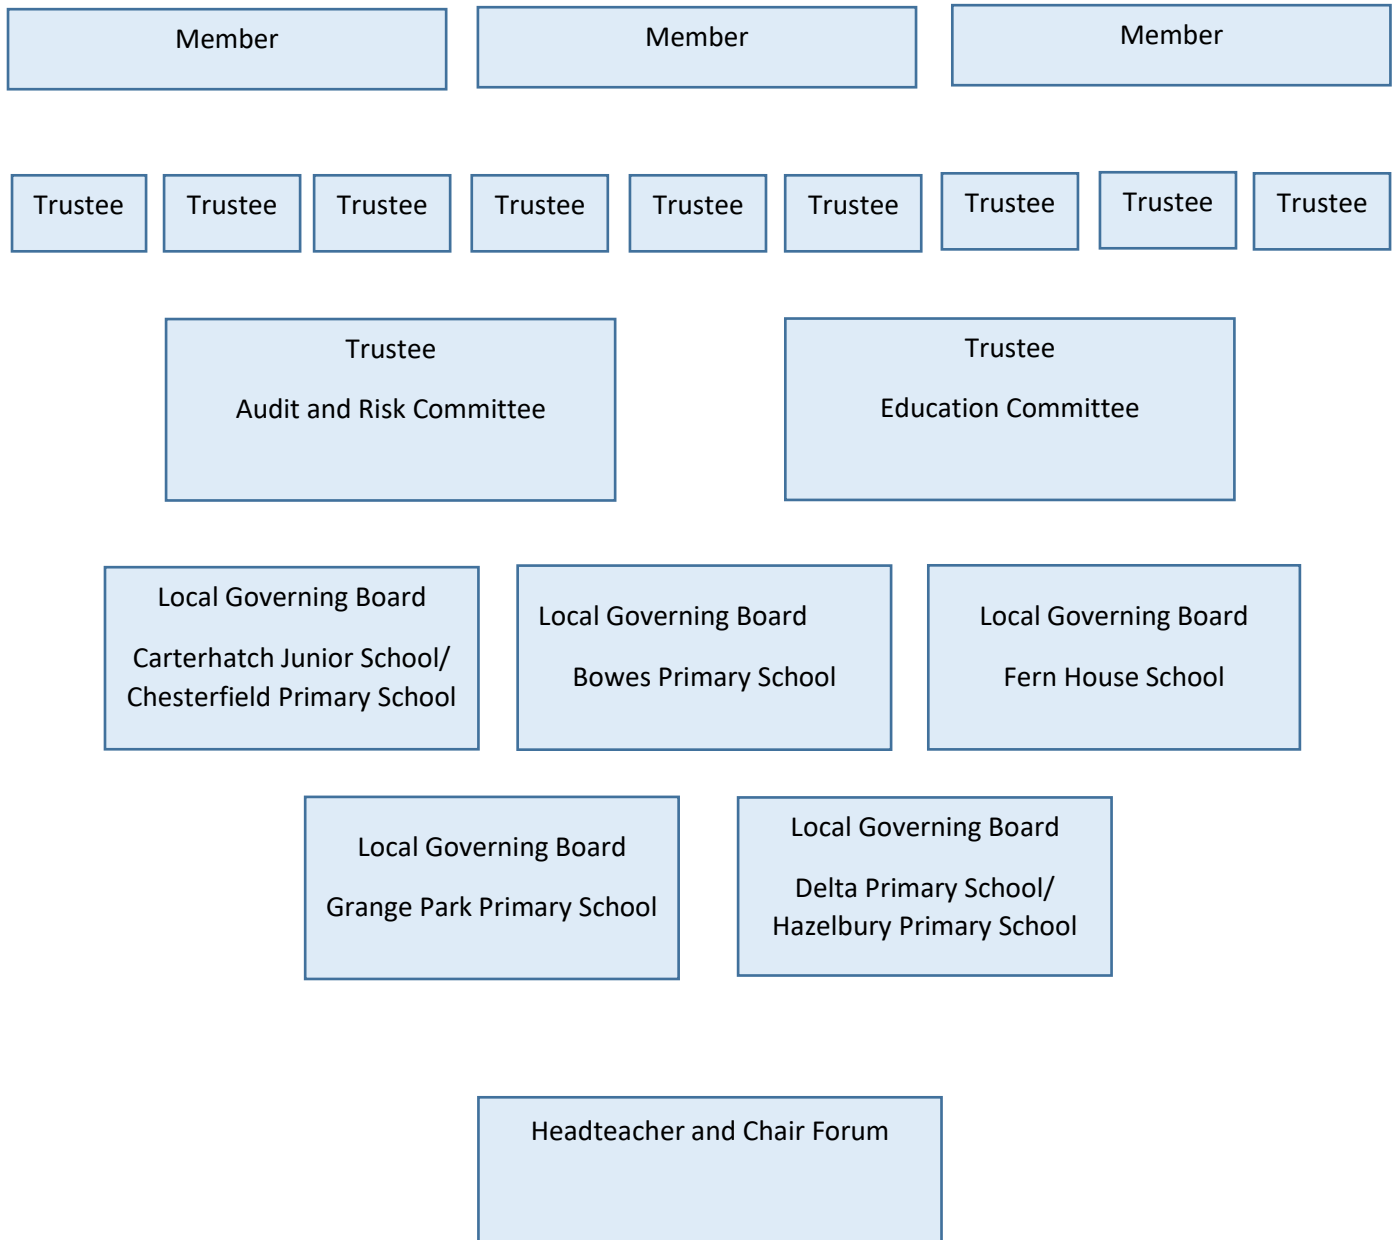 Member
Member
Member
Trustee
Trustee
Trustee
Trustee
Trustee
Trustee
Trustee
Trustee
Trustee
Trustee
Audit and Risk Committee
Trustee
Education Committee
Local Governing Board
Carterhatch Junior School/
Chesterfield Primary School
Local Governing Board
Bowes Primary School
Local Governing Board
Fern House School
Local Governing Board
Grange Park Primary School
Local Governing Board
Delta Primary School/
Hazelbury Primary School
Headteacher and Chair Forum